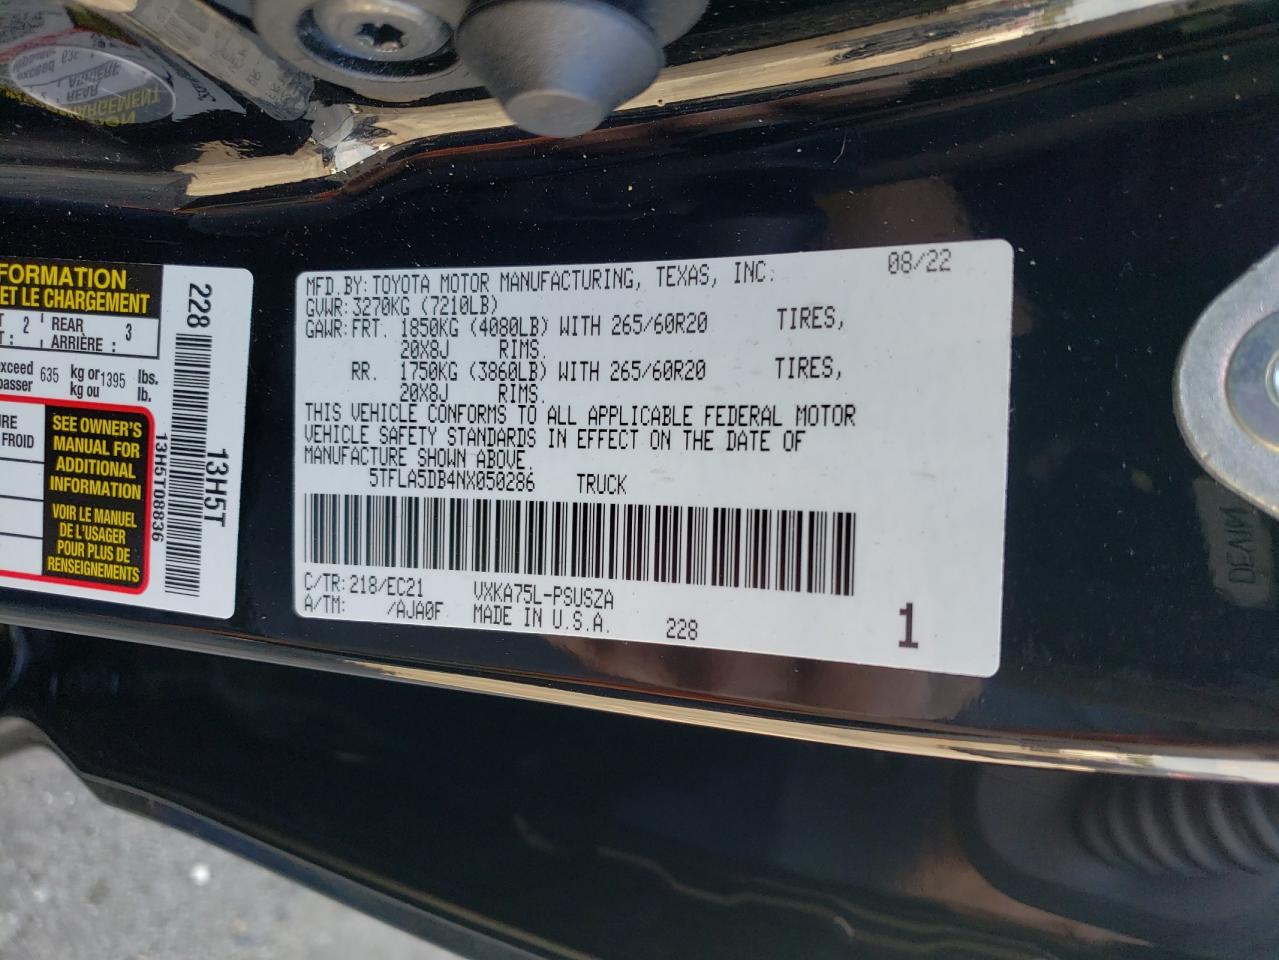 MFD.BY:TOYOTA MOTOR MANUFACTURING, TEXAS, INC. 08/22
GVWR:3270KG (7210LB)
GAWR:FRT. 1850KG (4080LB) WITH 265/60R20 TIRES,
20X8J RIMS.
RR. 1750KG (3860LB) WITH 265/60R20 TIRES,
20X8J RIMS.
THIS VEHICLE CONFORMS TO ALL APPLICABLE FEDERAL MOTOR
VEHICLE SAFETY STANDARDS IN EFFECT ON THE DATE OF
MANUFACTURE SHOWN ABOVE.
5TFLA5DB4NX050286 TRUCK
C/TR:218/EC21 VXKA75L-PSUSZA
A/TM: /AJA0F MADE IN U.S.A. 228
1
FORMATION
ET LE CHARGEMENT
2 REAR 3
: ARRIÈRE :
exceed 635 kg or 1395 lbs.
passer kg ou lb.
FROID
SEE OWNER'S
MANUAL FOR
ADDITIONAL
INFORMATION
VOIR LE MANUEL
DE L'USAGER
POUR PLUS DE
RENSEIGNEMENTS
228
13H5T
13H5T08836
exceed
ARRIÈRE
REAR